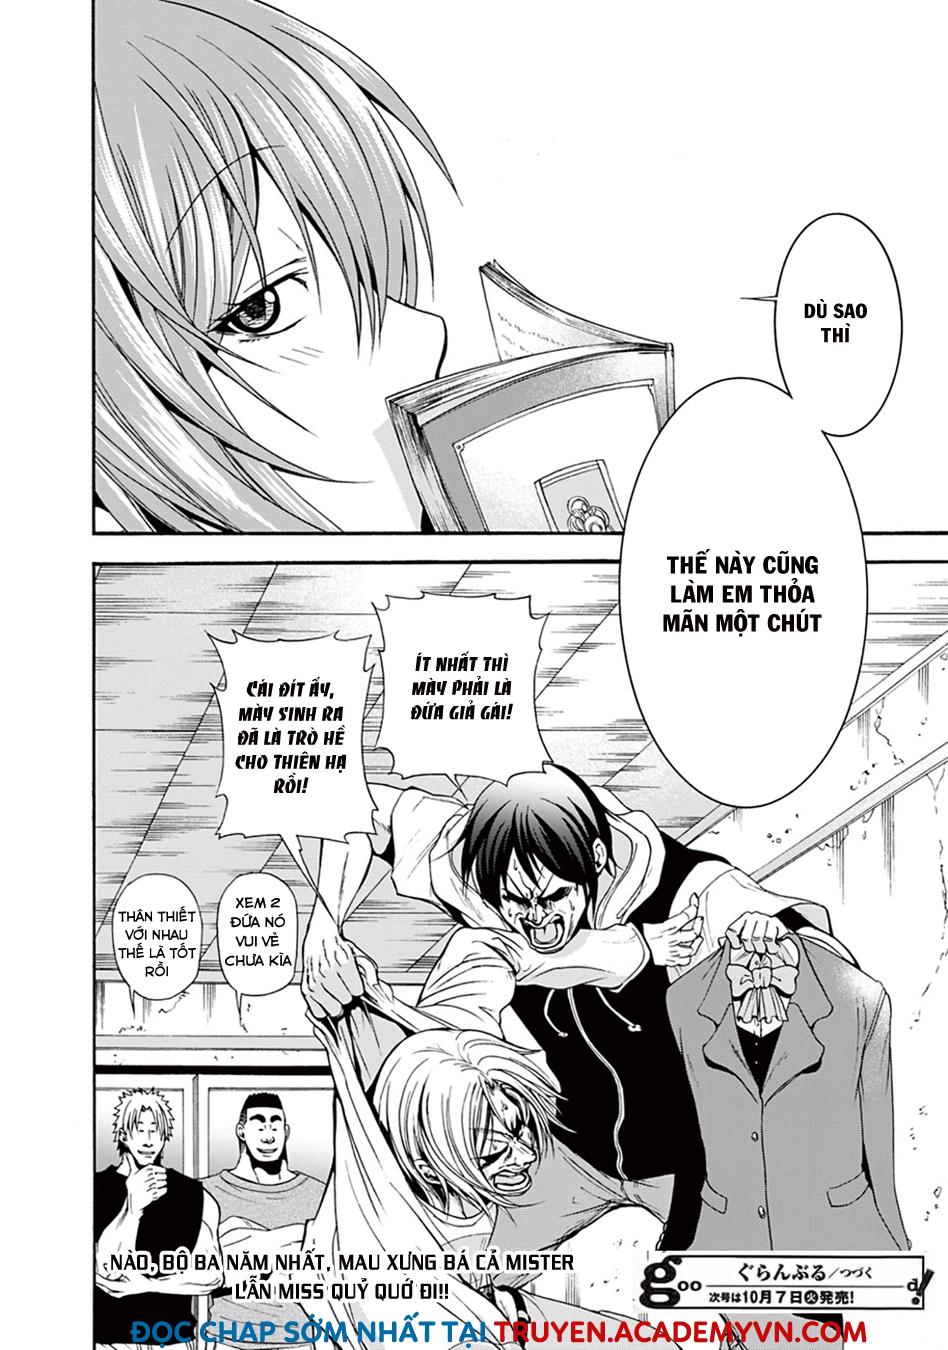 DÙ SAO
THÌ
THẾ NÀY CŨNG
LÀM EM THỎA
MÃN MỘT CHÚT
ÍT NHẤT THÌ
MÀY PHẢI LÀ
ĐỨA GIẢ GÁI!
CÁI ĐÍT ẤY,
MÀY SINH RA
ĐÃ LÀ TRÒ HỀ
CHO THIÊN HẠ
RỒI!
XEM 2
ĐỨA NÓ
VUI VẺ
CHƯA KÌA
THÂN THIẾT
VỚI NHAU
THẾ LÀ TỐT
RỒI
NÀO, BỘ BA NĂM NHẤT, MAU XƯNG BÁ CẢ MISTER
LẪN MISS QUỶ QUỚ ĐI!!
good!
ぐらんぶる/つづく
次号は10月7日㊋発売!
ĐỌC CHAP SỚM NHẤT TẠI TRUYEN.ACADEMYVN.COM